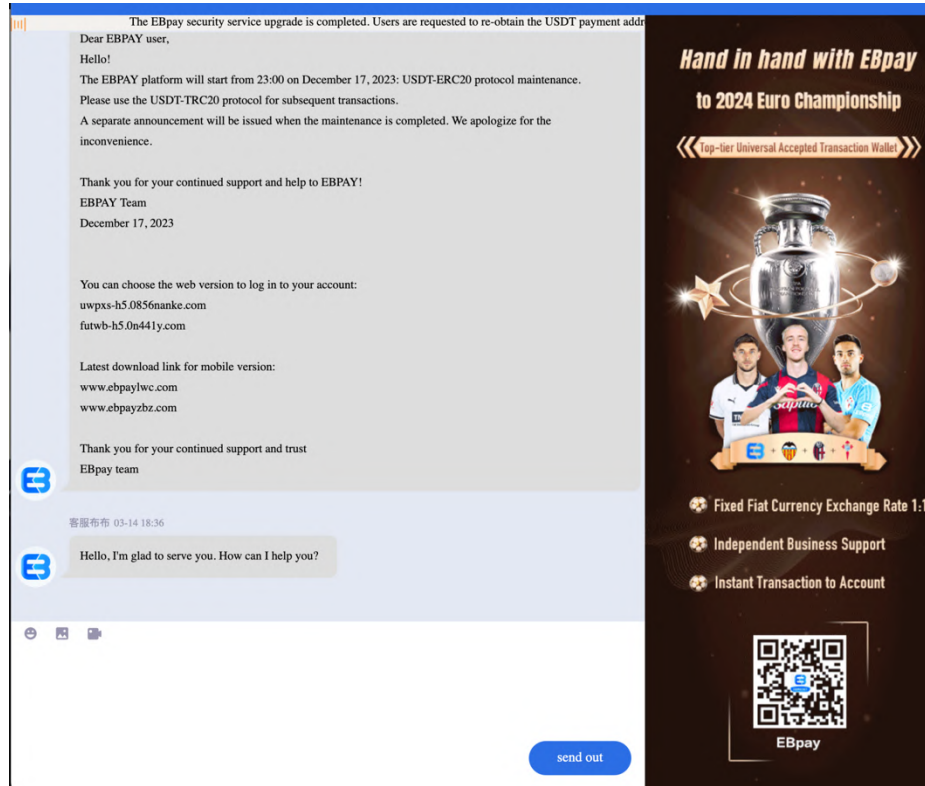 The EBpay security service upgrade is completed. Users are requested to re-obtain the USDT payment addr
Dear EBPAY user,
Hello!
The EBPAY platform will start from 23:00 on December 17, 2023: USDT-ERC20 protocol maintenance.
Please use the USDT-TRC20 protocol for subsequent transactions.
A separate announcement will be issued when the maintenance is completed. We apologize for the
inconvenience.
Thank you for your continued support and help to EBPAY!
EBPAY Team
December 17, 2023
You can choose the web version to log in to your account:
uwpxs-h5.0856nanke.com
futwb-h5.0n441y.com
Latest download link for mobile version:
www.ebpaylwc.com
www.ebpayzbz.com
Thank you for your continued support and trust
EBpay team
客服布布 03-14 18:36
Hello, I'm glad to serve you. How can I help you?
send out
Hand in hand with EBpay
to 2024 Euro Championship
Top-tier Universal Accepted Transaction Wallet
Fixed Fiat Currency Exchange Rate 1:1
Independent Business Support
Instant Transaction to Account
EBpay